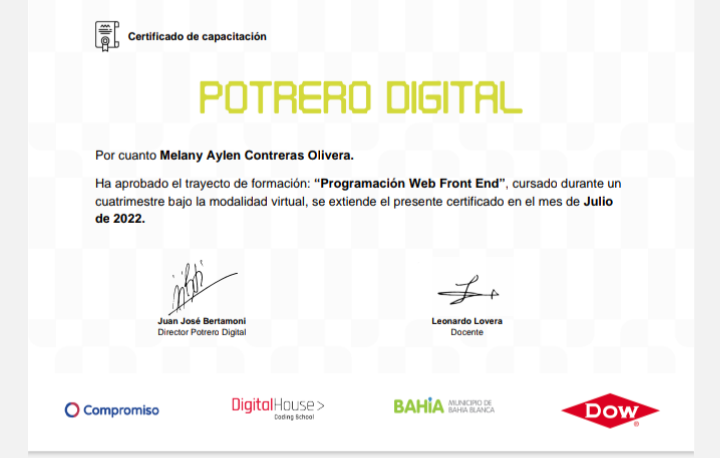 Certificado de capacitación
POTRERO DIGITAL
Por cuanto Melany Aylen Contreras Olivera.
Ha aprobado el trayecto de formación: “Programación Web Front End”, cursado durante un
cuatrimestre bajo la modalidad virtual, se extiende el presente certificado en el mes de Julio
de 2022.
Juan José Bertamoni
Director Potrero Digital
Leonardo Lovera
Docente
Compromiso
DigitalHouse>
Coding School
BAHÍA MUNICIPIO DE
BAHÍA BLANCA
DOW